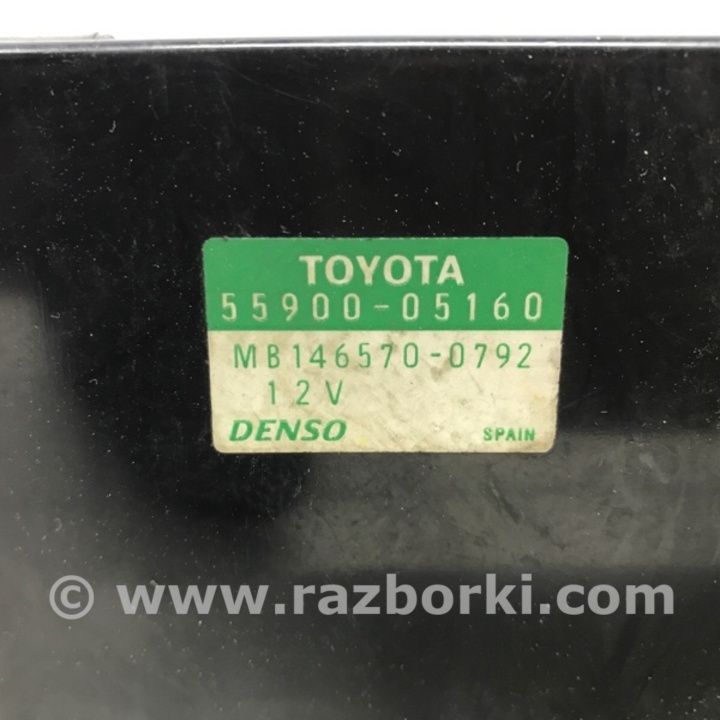 TOYOTA
55900-05160
MB146570-0792
12V
DENSO SPAIN
© www.razborki.com